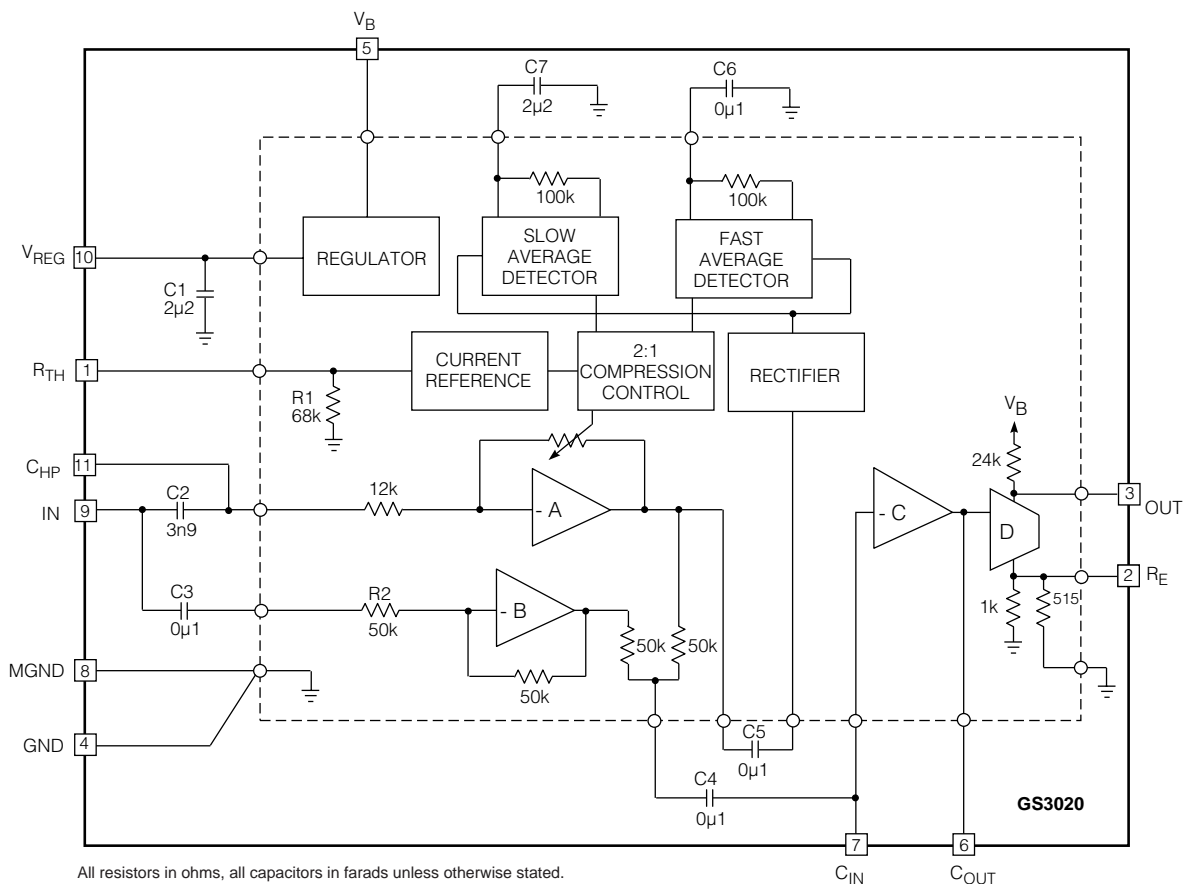 VB
5
C7
2µ2
C6
0µ1
100k
100k
VREG
10
C1
2µ2
REGULATOR
SLOW
AVERAGE
DETECTOR
FAST
AVERAGE
DETECTOR
RTH
1
R1
68k
CURRENT
REFERENCE
2:1
COMPRESSION
CONTROL
RECTIFIER
VB
24k
CHP
11
IN
9
C2
3n9
12k
- A
- C
D
3
OUT
2
RE
1k
515
C3
0µ1
R2
50k
- B
50k
50k
50k
MGND
8
GND
4
C5
0µ1
C4
0µ1
GS3020
7
CIN
6
COUT
All resistors in ohms, all capacitors in farads unless otherwise stated.